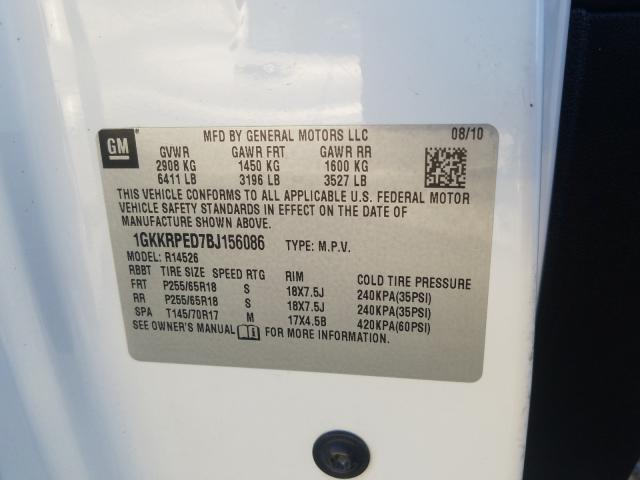 GM MFD BY GENERAL MOTORS LLC 08/10
GVWR GAWR FRT GAWR RR
2908 KG 1450 KG 1600 KG
6411 LB 3196 LB 3527 LB
THIS VEHICLE CONFORMS TO ALL APPLICABLE U.S. FEDERAL MOTOR
VEHICLE SAFETY STANDARDS IN EFFECT ON THE DATE OF
MANUFACTURE SHOWN ABOVE.
1GKKRPED7BJ156086 TYPE: M.P.V.
MODEL: R14526
RBBT TIRE SIZE SPEED RTG RIM COLD TIRE PRESSURE
FRT P255/65R18 S 18X7.5J 240KPA(35PSI)
RR P255/65R18 S 18X7.5J 240KPA(35PSI)
SPA T145/70R17 M 17X4.5B 420KPA(60PSI)
SEE OWNER'S MANUAL FOR MORE INFORMATION.